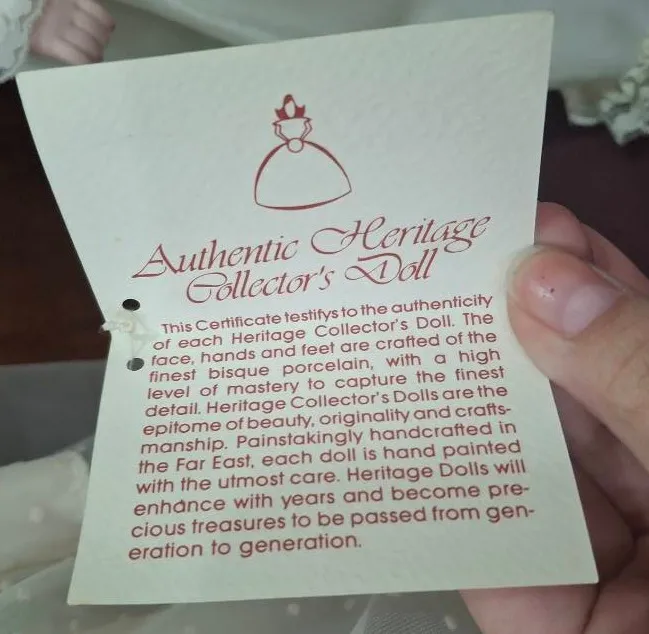 Authentic Heritage
Collector's Doll
This Certificate testifys to the authenticity
of each Heritage Collector's Doll. The
face, hands and feet are crafted of the
finest bisque porcelain, with a high
level of mastery to capture the finest
detail. Heritage Collector's Dolls are the
epitome of beauty, originality and crafts-
manship. Painstakingly handcrafted in
the Far East, each doll is hand painted
with the utmost care. Heritage Dolls will
enhance with years and become pre-
cious treasures to be passed from gen-
eration to generation.